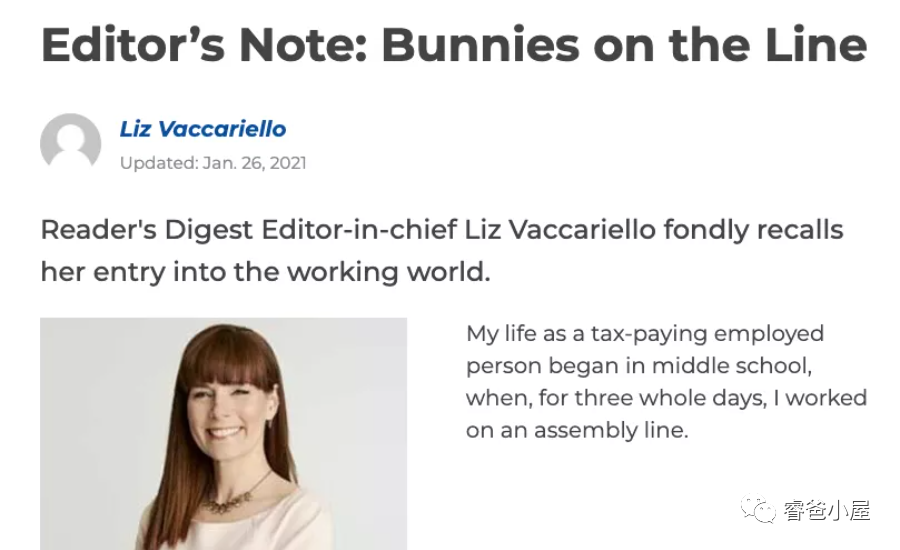 Editor’s Note: Bunnies on the Line
Liz Vaccariello
Updated: Jan. 26, 2021
Reader's Digest Editor-in-chief Liz Vaccariello fondly recalls
her entry into the working world.
My life as a tax-paying employed
person began in middle school,
when, for three whole days, I worked
on an assembly line.
睿爸小屋